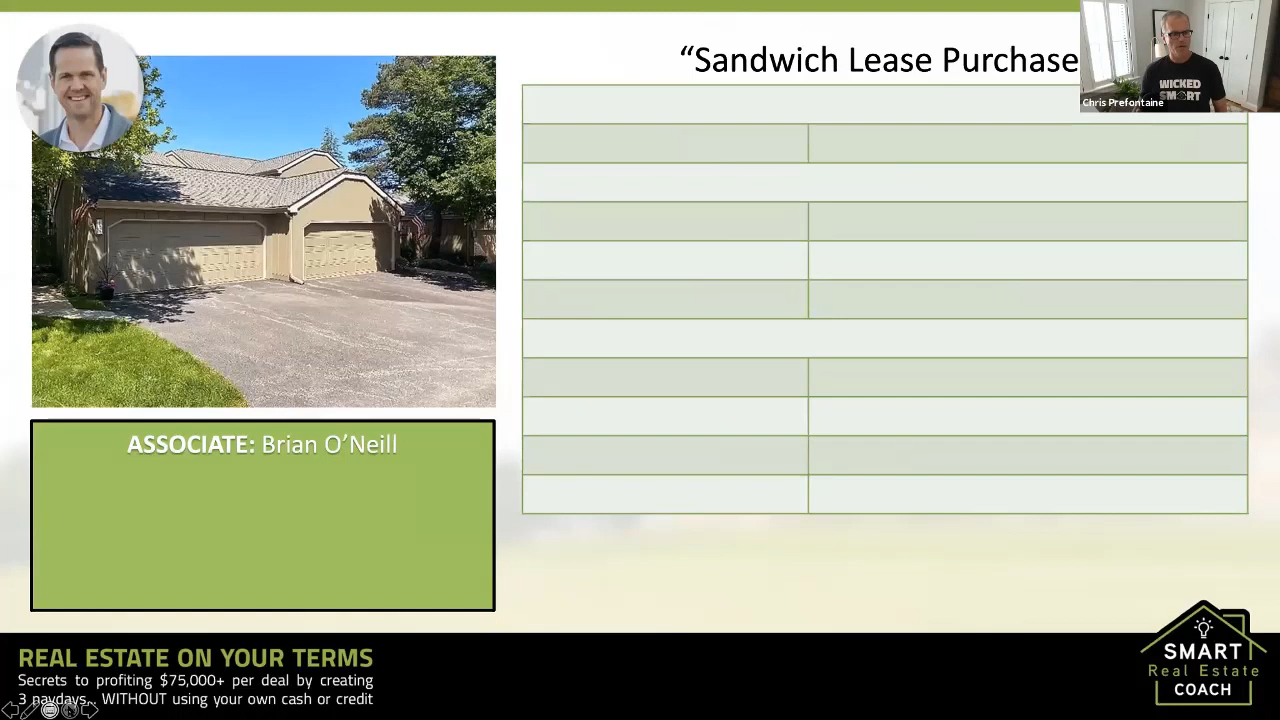 “Sandwich Lease Purchase
WICKED
SMART
Chris Prefontaine
ASSOCIATE: Brian O’Neill
REAL ESTATE ON YOUR TERMS
Secrets to profiting $75,000+ per deal by creating
3 paydays.. WITHOUT using your own cash or credit
SMART
Real Estate
COACH